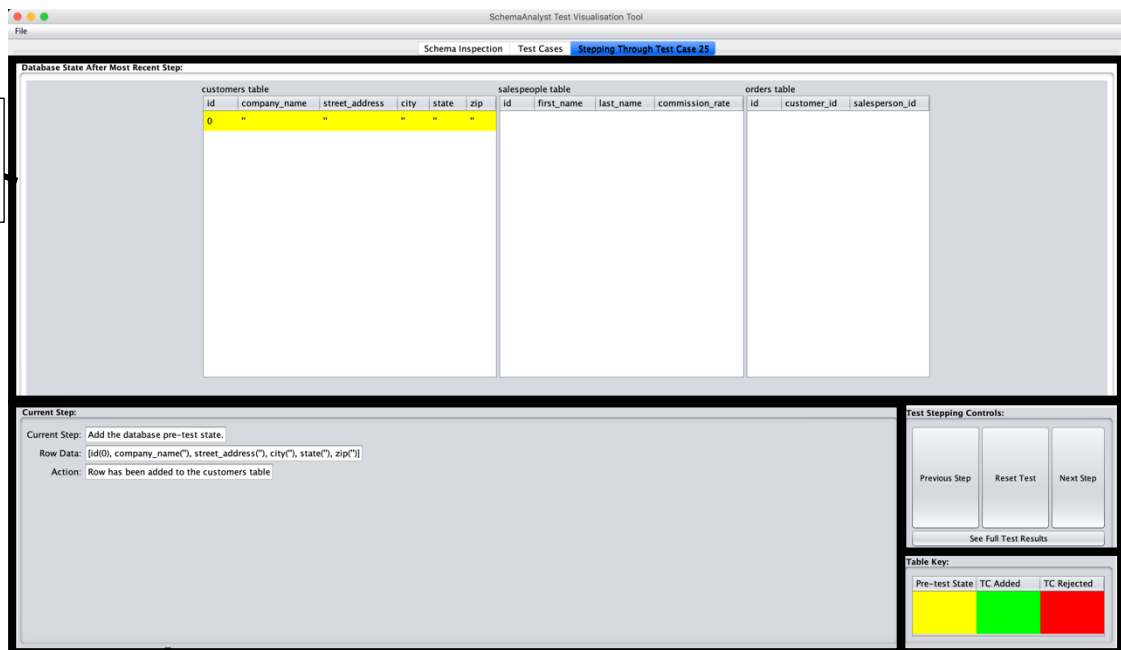 SchemaAnalyst Test Visualisation Tool
File
Schema Inspection Test Cases Stepping Through Test Case 25
Database State After Most Recent Step:
customers table salespeople table orders table
id company_name street_address city state zip id first_name last_name commission_rate id customer_id salesperson_id
0 '' '' '' '' ''
Current Step:
Current Step: Add the database pre-test state.
Row Data: [id(0), company_name(''), street_address(''), city(''), state(''), zip('')]
Action: Row has been added to the customers table
Test Stepping Controls:
Previous Step Reset Test Next Step
See Full Test Results
Table Key:
Pre-test State TC Added TC Rejected